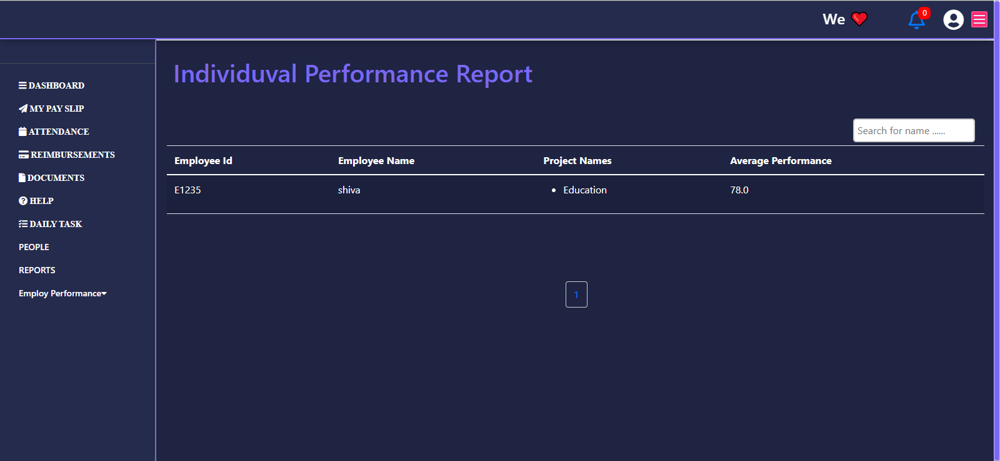 We
0
DASHBOARD
MY PAY SLIP
ATTENDANCE
REIMBURSEMENTS
DOCUMENTS
HELP
DAILY TASK
PEOPLE
REPORTS
Employ Performance
Individuval Performance Report
Search for name ......
Employee Id Employee Name Project Names Average Performance
E1235 shiva • Education 78.0
1